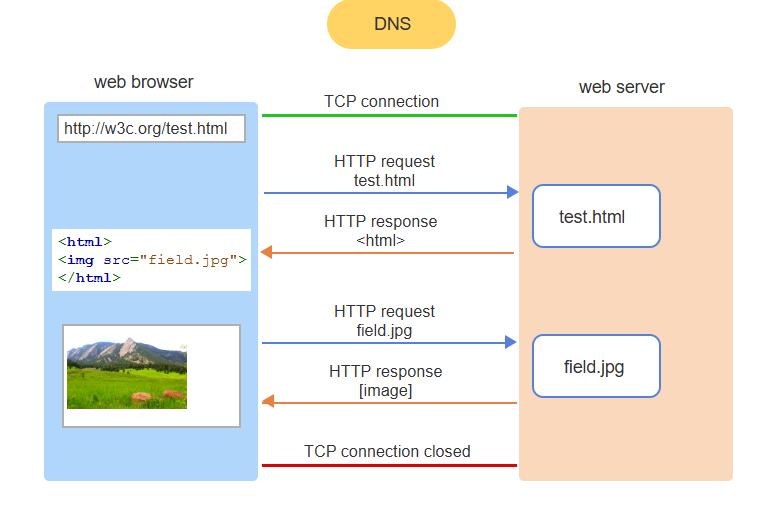 DNS
web browser
web server
TCP connection
http://w3c.org/test.html
HTTP request
test.html
test.html
HTTP response
<html>
<html>
<img src="field.jpg">
</html>
HTTP request
field.jpg
field.jpg
HTTP response
[image]
TCP connection closed